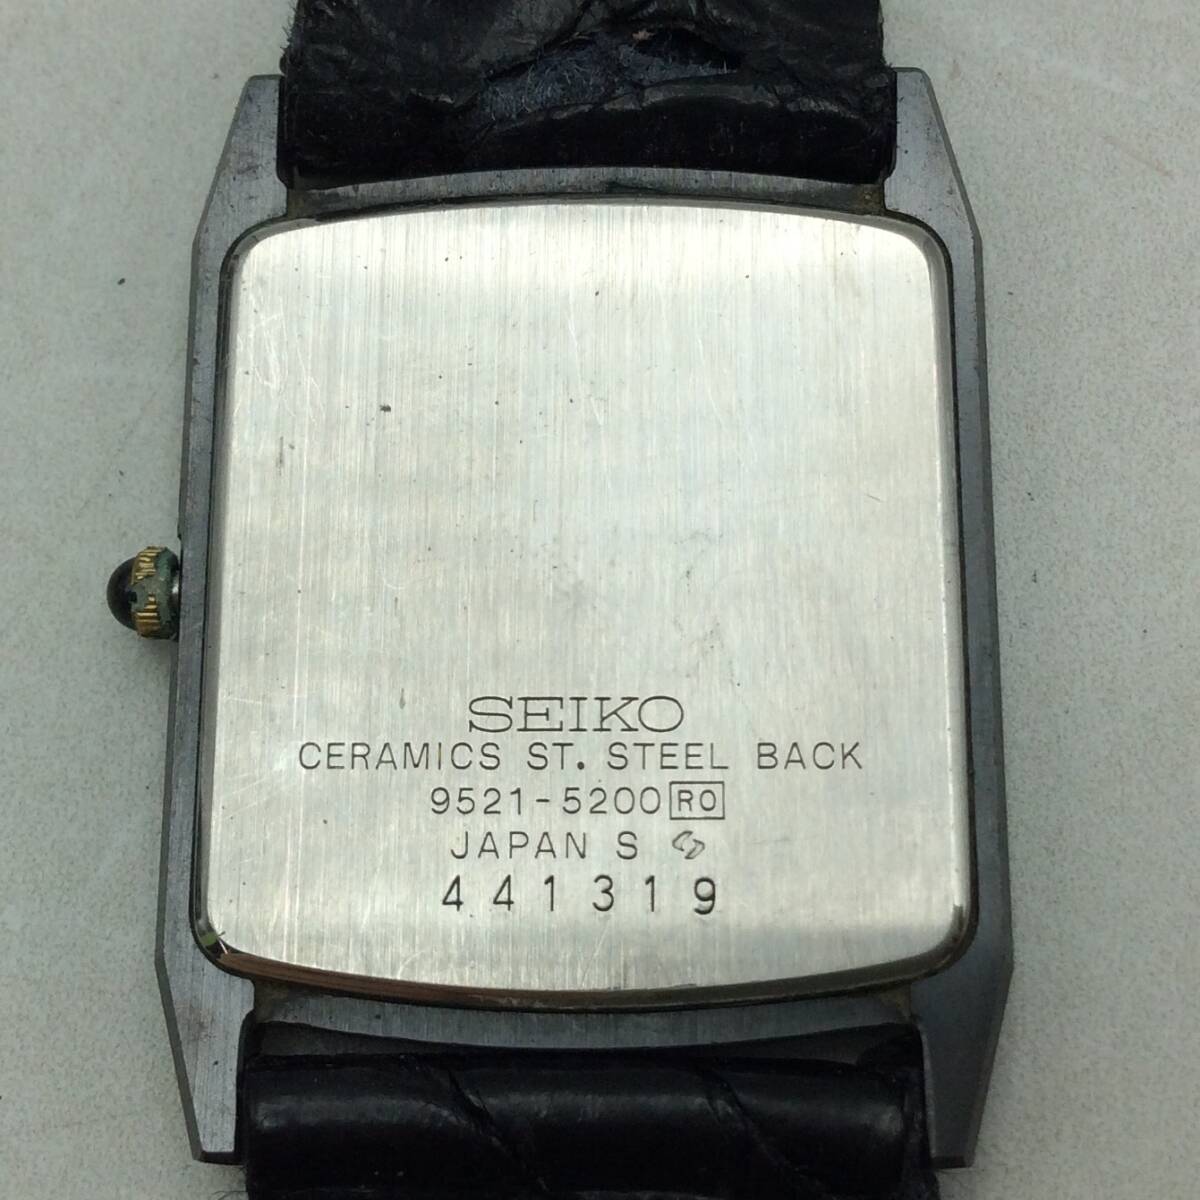 SEIKO
CERAMICS ST. STEEL BACK
9521-5200 R0
JAPAN S
441319